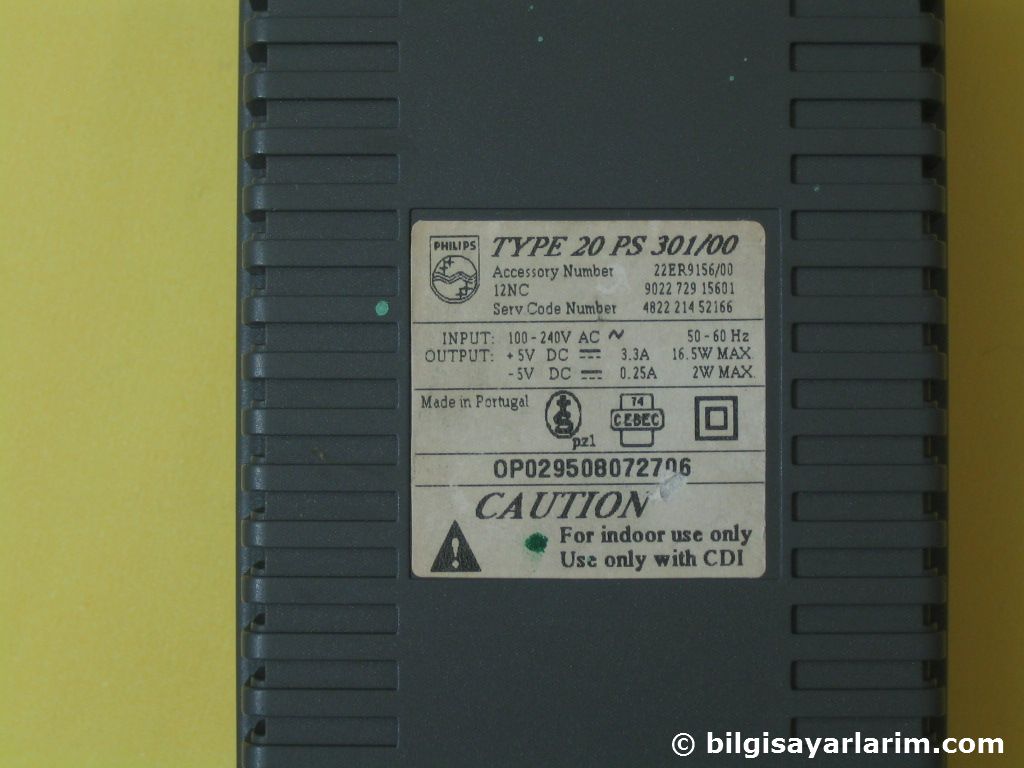 PHILIPS
TYPE 20 PS 301/00
Accessory Number 22ER9156/00
12NC 9022 729 15601
Serv Code Number 4822 214 52166
INPUT: 100-240V AC ~ 50-60 Hz
OUTPUT: +5V DC ⎓ 3.3A 16.5W MAX.
-5V DC ⎓ 0.25A 2W MAX.
Made in Portugal
pz1
74
CEBEC
OP029508072706
CAUTION
!
For indoor use only
Use only with CDI
© bilgisayarlarim.com